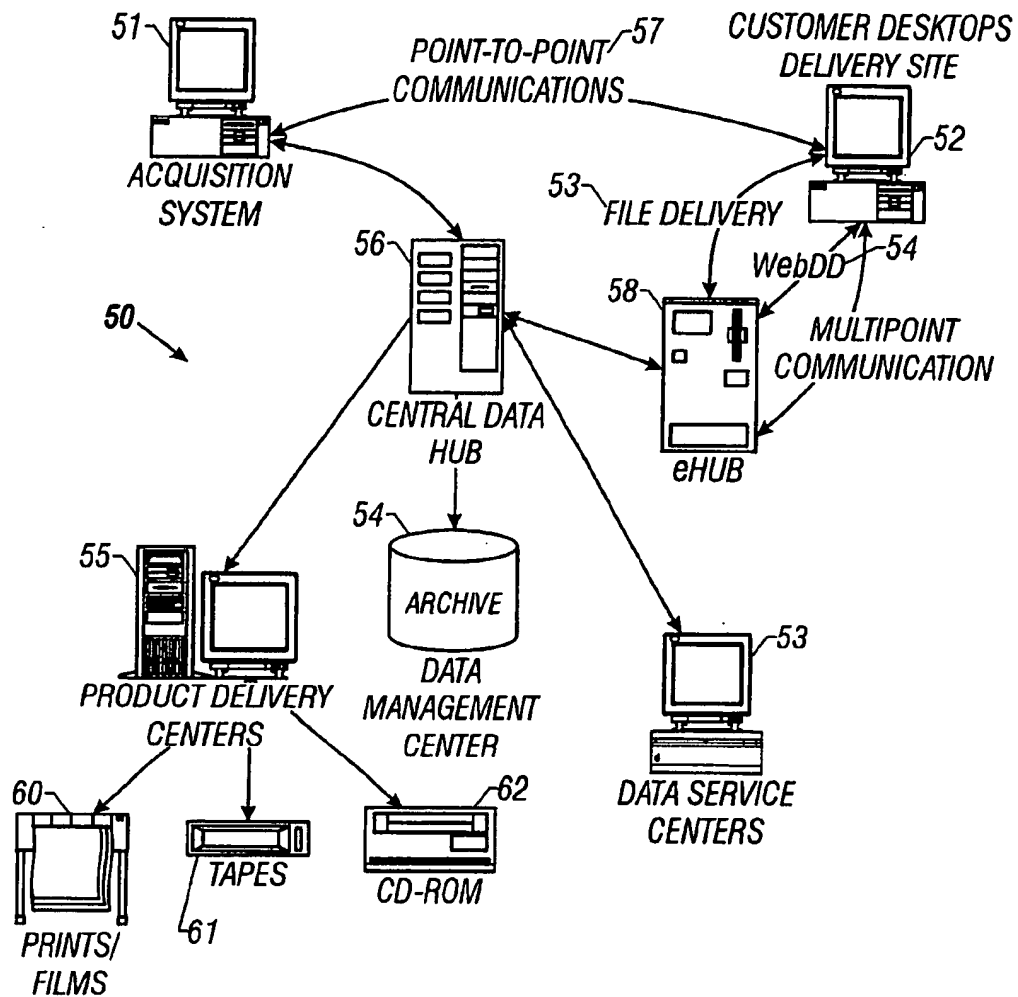 51
POINT-TO-POINT
COMMUNICATIONS
57
CUSTOMER DESKTOPS
DELIVERY SITE
52
ACQUISITION
SYSTEM
53
FILE DELIVERY
56
WebDD
54
58
50
MULTIPOINT
COMMUNICATION
CENTRAL DATA
HUB
eHUB
54
55
ARCHIVE
53
PRODUCT DELIVERY
CENTERS
DATA
MANAGEMENT
CENTER
60
62
DATA SERVICE
CENTERS
TAPES
CD-ROM
61
PRINTS/
FILMS